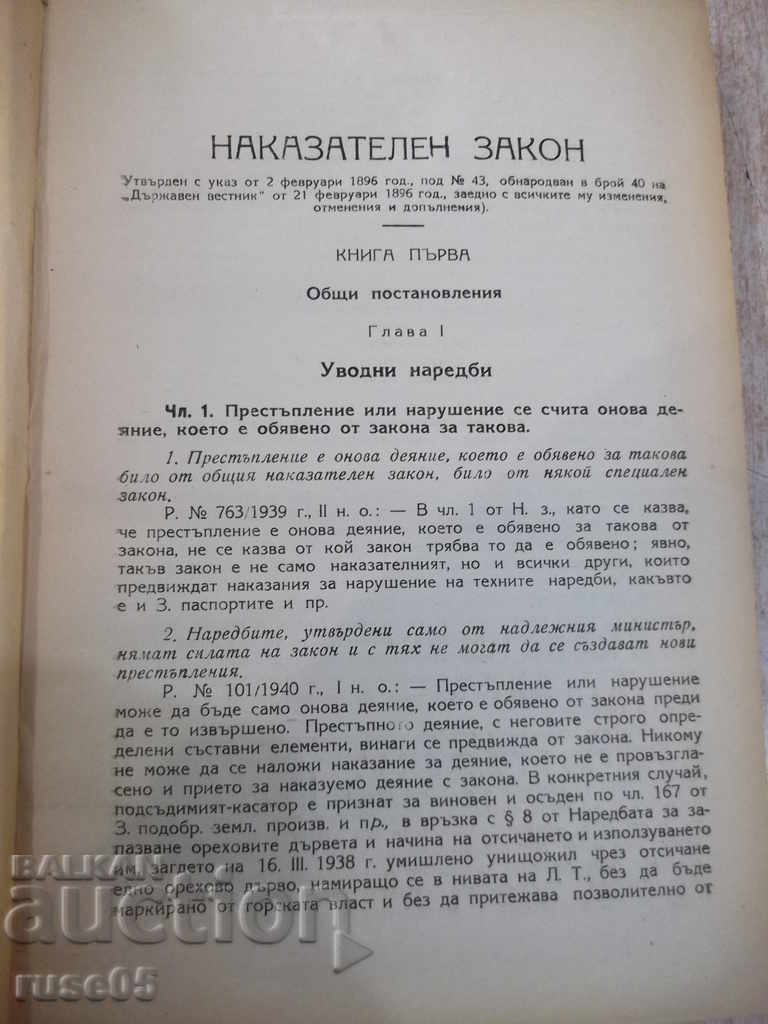 НАКАЗАТЕЛЕН ЗАКОН
Утвърден с указ от 2 февруари 1896 год., под № 43, обнародван в брой 40 на
„Държавен вестник" от 21 февруари 1896 год., заедно с всичките му изменения,
отменения и допълнения).
КНИГА ПЪРВА
Общи постановления
Глава I
Уводни наредби
Чл. 1. Престъпление или нарушение се счита онова де-
яние, което е обявено от закона за такова.
1. Престъпление е онова деяние, което е обявено за такова
било от общия наказателен закон, било от някой специален
закон.
Р. № 763/1939 г., II н. о.: — В чл. 1 от Н. з., като се казва,
че престъпление е онова деяние, което е обявено за такова от
закона, не се казва от кой закон трябва то да е обявено; явно,
такъв закон е не само наказателният, но и всички други, които
предвиждат наказания за нарушение на техните наредби, какъвто
е и З. паспортите и пр.
2. Наредбите, утвърдени само от надлежния министър,
нямат силата на закон и с тях не могат да се създават нови
престъпления.
Р. № 101/1940 г., I н. о.: — Престъпление или нарушение
може да бъде само онова деяние, което е обявено от закона преди
да е то извършено. Престъпного деяние, с неговите строго опре-
делени съставни елементи, винаги се предвижда от закона. Никому
не може да се наложи наказание за деяние, което не е провъзгла-
сено и прието за наказуемо деяние с закона. В конкретния случай,
подсъдимият-касатор е признат за виновен и осъден по чл. 167 от
З. подобр. земл. произв. и пр., в връзка с § 8 от Наредбата за за-
пазване ореховите дървета и начина на отсичането и използуването
им, загдето на 16. III. 1938 г. умишлено унищожил чрез отсичане
едно орехово дърво, намиращо се в нивата на Л. Т., без да бъде
маркирано от горската власт и без да притежава позволително от
BALKAN
auction
ruse05